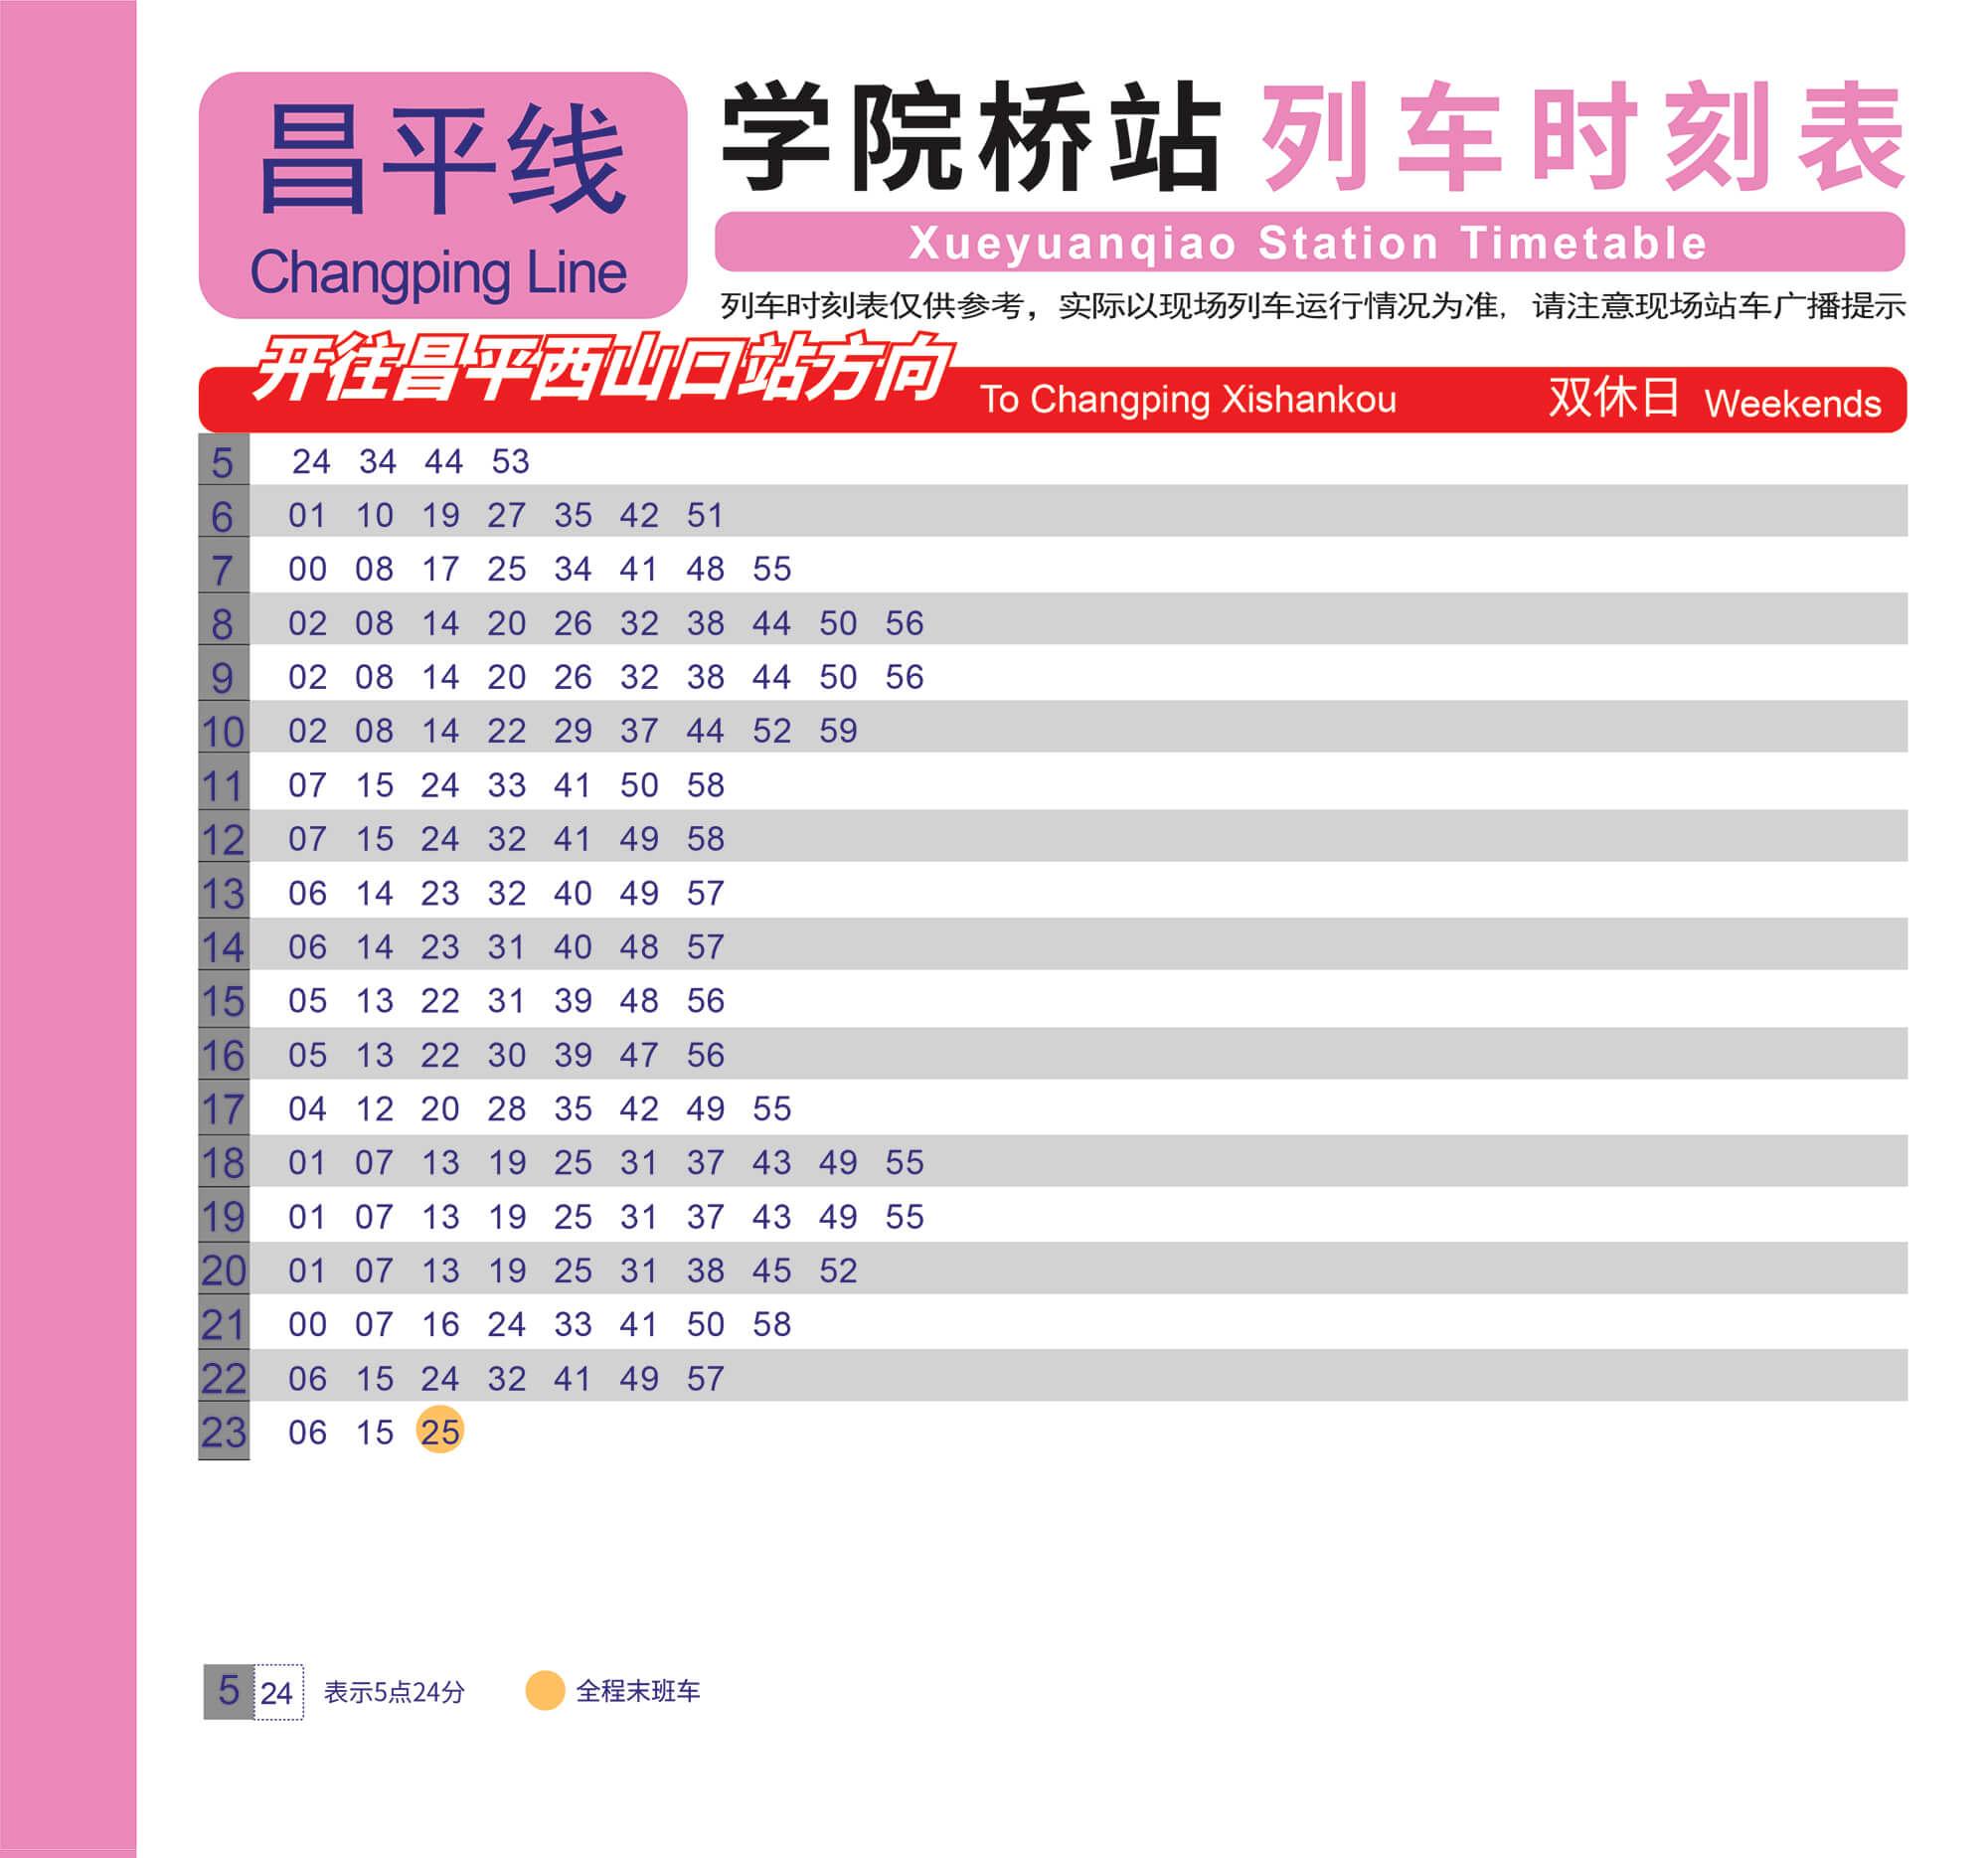 昌平线
Changping Line
学院桥站 列车时刻表
Xueyuanqiao Station Timetable
列车时刻表仅供参考，实际以现场列车运行情况为准，请注意现场站车广播提示
开往昌平西山口站方向 To Changping Xishankou 双休日 Weekends
5 24 34 44 53
6 01 10 19 27 35 42 51
7 00 08 17 25 34 41 48 55
8 02 08 14 20 26 32 38 44 50 56
9 02 08 14 20 26 32 38 44 50 56
10 02 08 14 22 29 37 44 52 59
11 07 15 24 33 41 50 58
12 07 15 24 32 41 49 58
13 06 14 23 32 40 49 57
14 06 14 23 31 40 48 57
15 05 13 22 31 39 48 56
16 05 13 22 30 39 47 56
17 04 12 20 28 35 42 49 55
18 01 07 13 19 25 31 37 43 49 55
19 01 07 13 19 25 31 37 43 49 55
20 01 07 13 19 25 31 38 45 52
21 00 07 16 24 33 41 50 58
22 06 15 24 32 41 49 57
23 06 15 25
5 24 表示5点24分 全程末班车